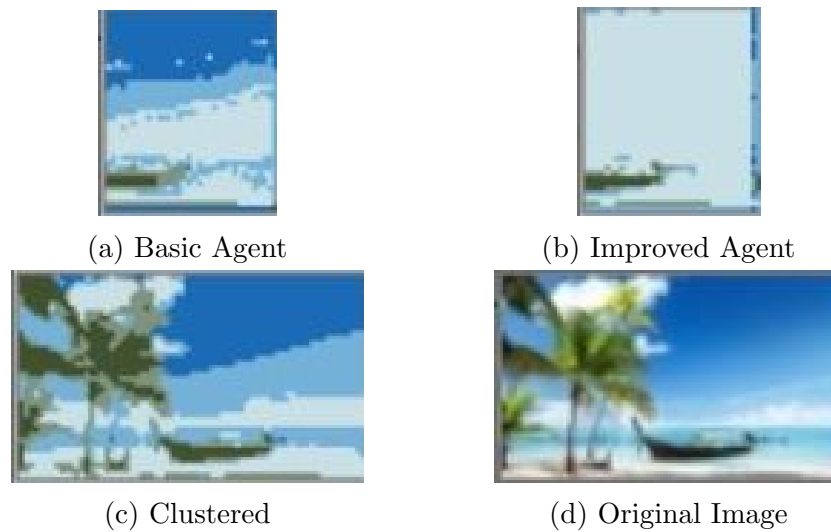 (a) Basic Agent
(b) Improved Agent
(c) Clustered
(d) Original Image